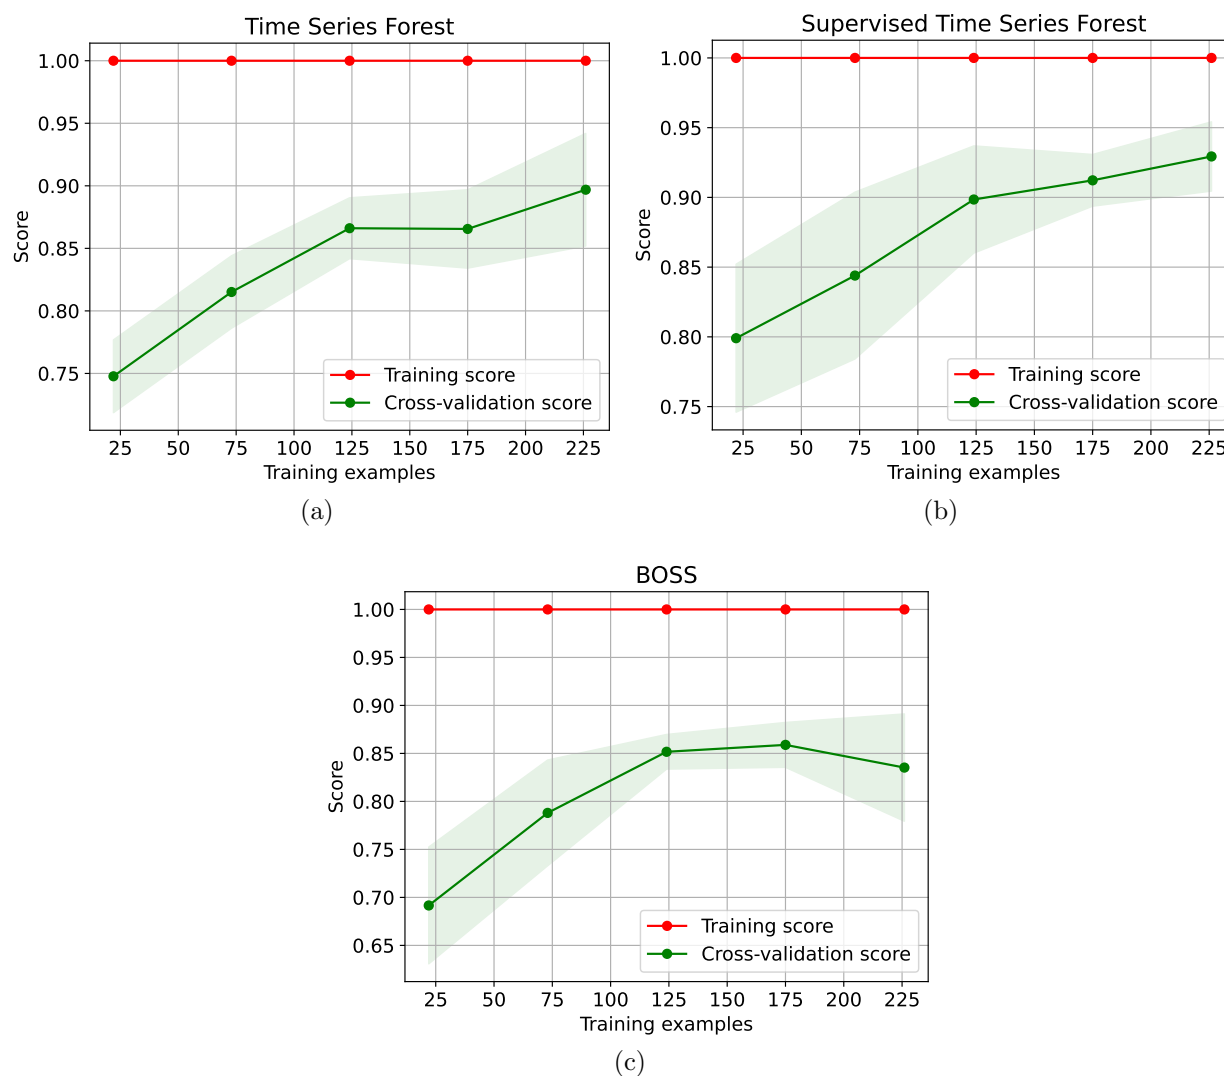 Time Series Forest
1.00
0.95
0.90
0.85
0.80
0.75
Score
Training score
Cross-validation score
25 50 75 100 125 150 175 200 225
Training examples
(a)
Supervised Time Series Forest
1.00
0.95
0.90
0.85
0.80
0.75
Score
Training score
Cross-validation score
25 50 75 100 125 150 175 200 225
Training examples
(b)
BOSS
1.00
0.95
0.90
0.85
0.80
0.75
0.70
0.65
Score
Training score
Cross-validation score
25 50 75 100 125 150 175 200 225
Training examples
(c)